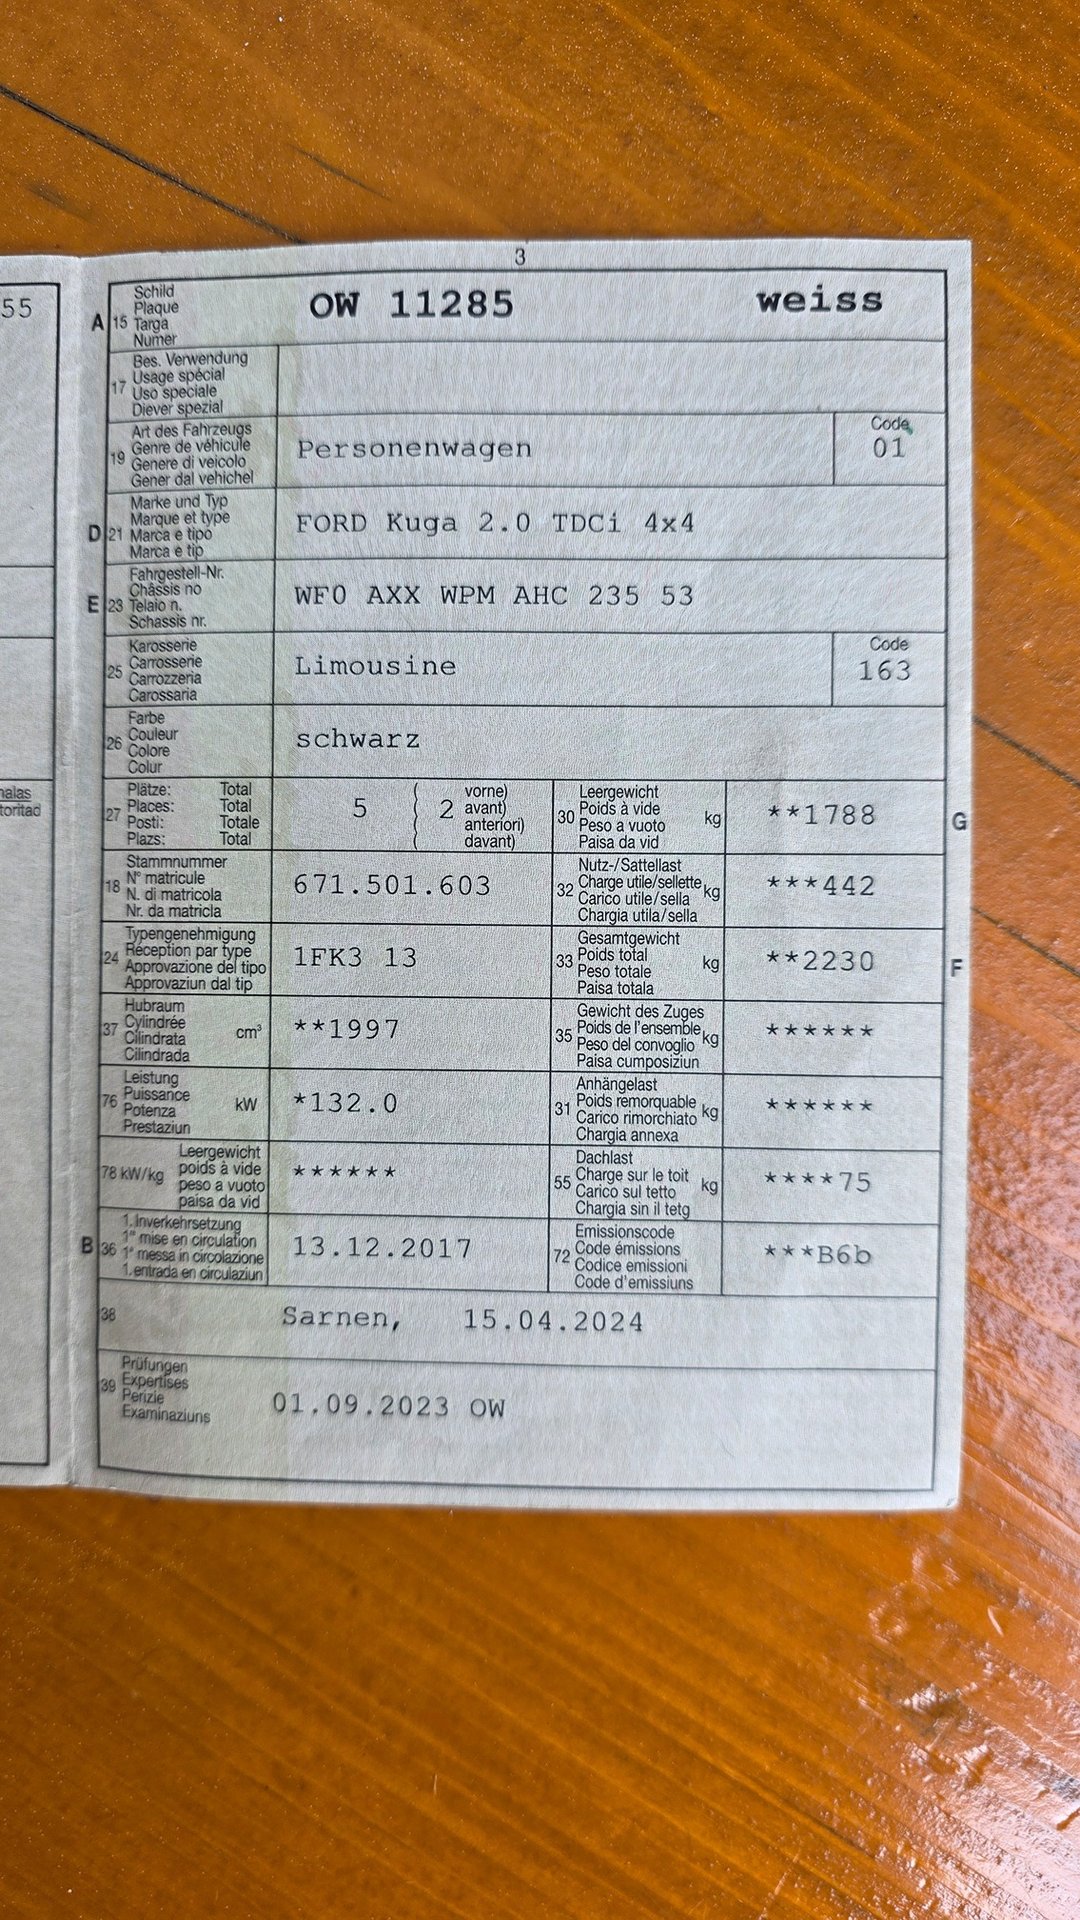 3
55
A 15 Schild
Plaque
Targa
Numer
OW 11285 weiss
17 Bes. Verwendung
Usage spécial
Uso speciale
Diever spezial
19 Art des Fahrzeugs
Genre de véhicule
Genere di veicolo
Gener dal vehichel
Personenwagen
Code
01
D 21 Marke und Typ
Marque et type
Marca e tipo
Marca e tip
FORD Kuga 2.0 TDCi 4x4
E 23 Fahrgestell-Nr.
Châssis no
Telaio n.
Schassis nr.
WF0 AXX WPM AHC 235 53
25 Karosserie
Carrosserie
Carrozzeria
Carossaria
Limousine
Code
163
26 Farbe
Couleur
Colore
Colur
schwarz
nalas
toritad
27 Plätze: Total
Places: Total
Posti: Totale
Plazs: Total
5 ( 2 vorne)
avant)
anteriori)
( davant)
30 Leergewicht
Poids à vide
Peso a vuoto
Paisa da vid
kg
**1788
G
18 Stammnummer
N° matricule
N. di matricola
Nr. da matricla
671.501.603
32 Nutz-/Sattellast
Charge utile/sellette
Carico utile/sella
Chargia utila/sella
kg
***442
24 Typengenehmigung
Réception par type
Approvazione del tipo
Approvaziun dal tip
1FK3 13
33 Gesamtgewicht
Poids total
Peso totale
Paisa totala
kg
**2230
F
37 Hubraum
Cylindrée
Cilindrata
Cilindrada
cm³
**1997
35 Gewicht des Zuges
Poids de l'ensemble
Peso del convoglio
Paisa cumposiziun
kg
******
76 Leistung
Puissance
Potenza
Prestaziun
kW
*132.0
31 Anhängelast
Poids remorquable
Carico rimorchiato
Chargia annexa
kg
******
78 kW/kg Leergewicht
poids à vide
peso a vuoto
paisa da vid
******
55 Dachlast
Charge sur le toit
Carico sul tetto
Chargia sin il tetg
kg
****75
B 36 1. Inverkehrsetzung
1re mise en circulation
1a messa in circolazione
1. entrada en circulaziun
13.12.2017
72 Emissionscode
Code émissions
Codice emissioni
Code d'emissiuns
***B6b
38
Sarnen, 15.04.2024
39 Prüfungen
Expertises
Perizie
Examinaziuns
01.09.2023 OW